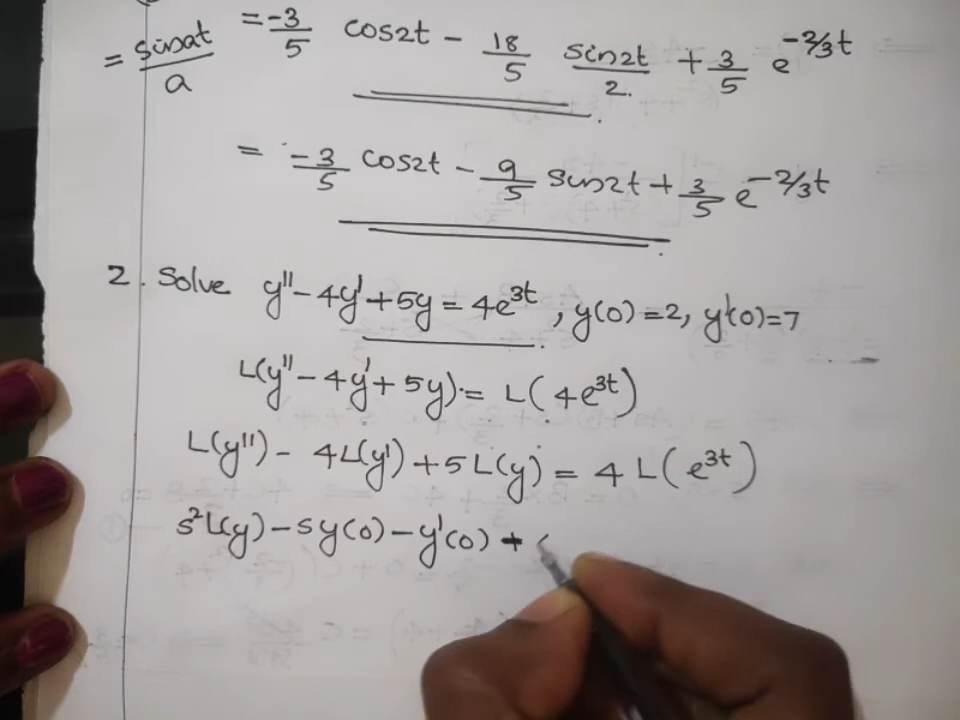 = sinat/a = -3/5 cos2t - 18/5 sin2t/2 + 3/5 e^-2/3t
= -3/5 cos2t - 9/5 sin2t + 3/5 e^-2/3t
2. Solve y'' - 4y' + 5y = 4e^3t, y(0) = 2, y'(0) = 7
L(y'' - 4y' + 5y) = L(4e^3t)
L(y'') - 4L(y') + 5L(y) = 4L(e^3t)
s²L(y) - sy(0) - y'(0) -